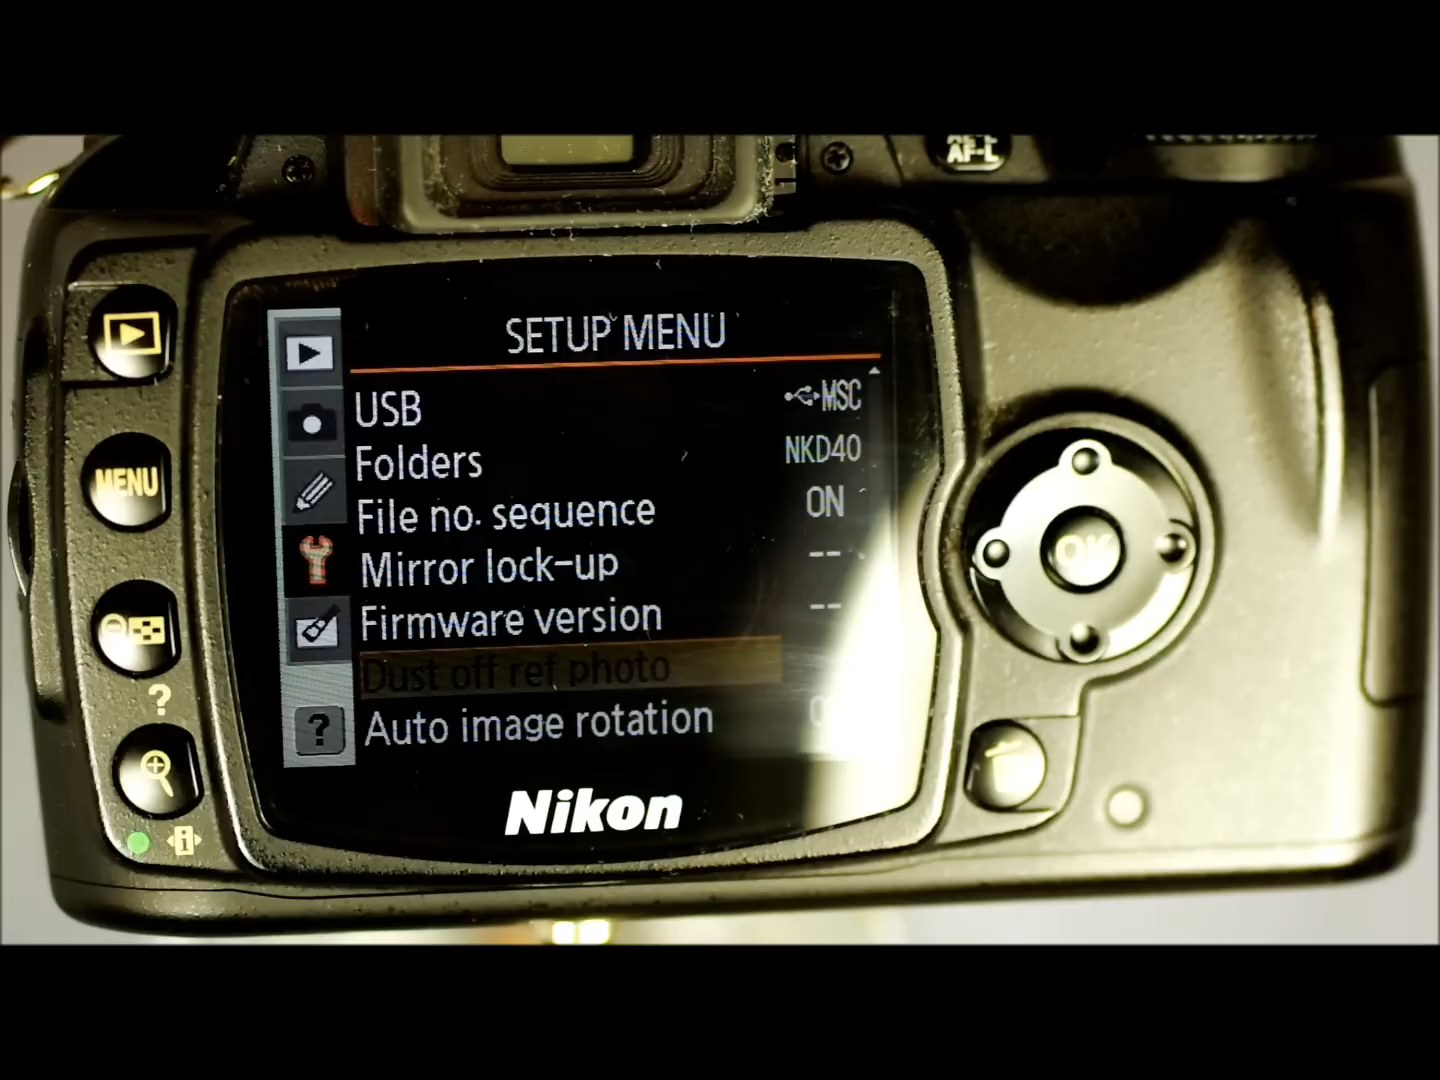 AE-L
AF-L
SETUP MENU
USB MSC
Folders NKD40
File no. sequence ON
Mirror lock-up --
Firmware version --
Dust off ref photo
Auto image rotation
MENU
OK
?
?
i
Nikon